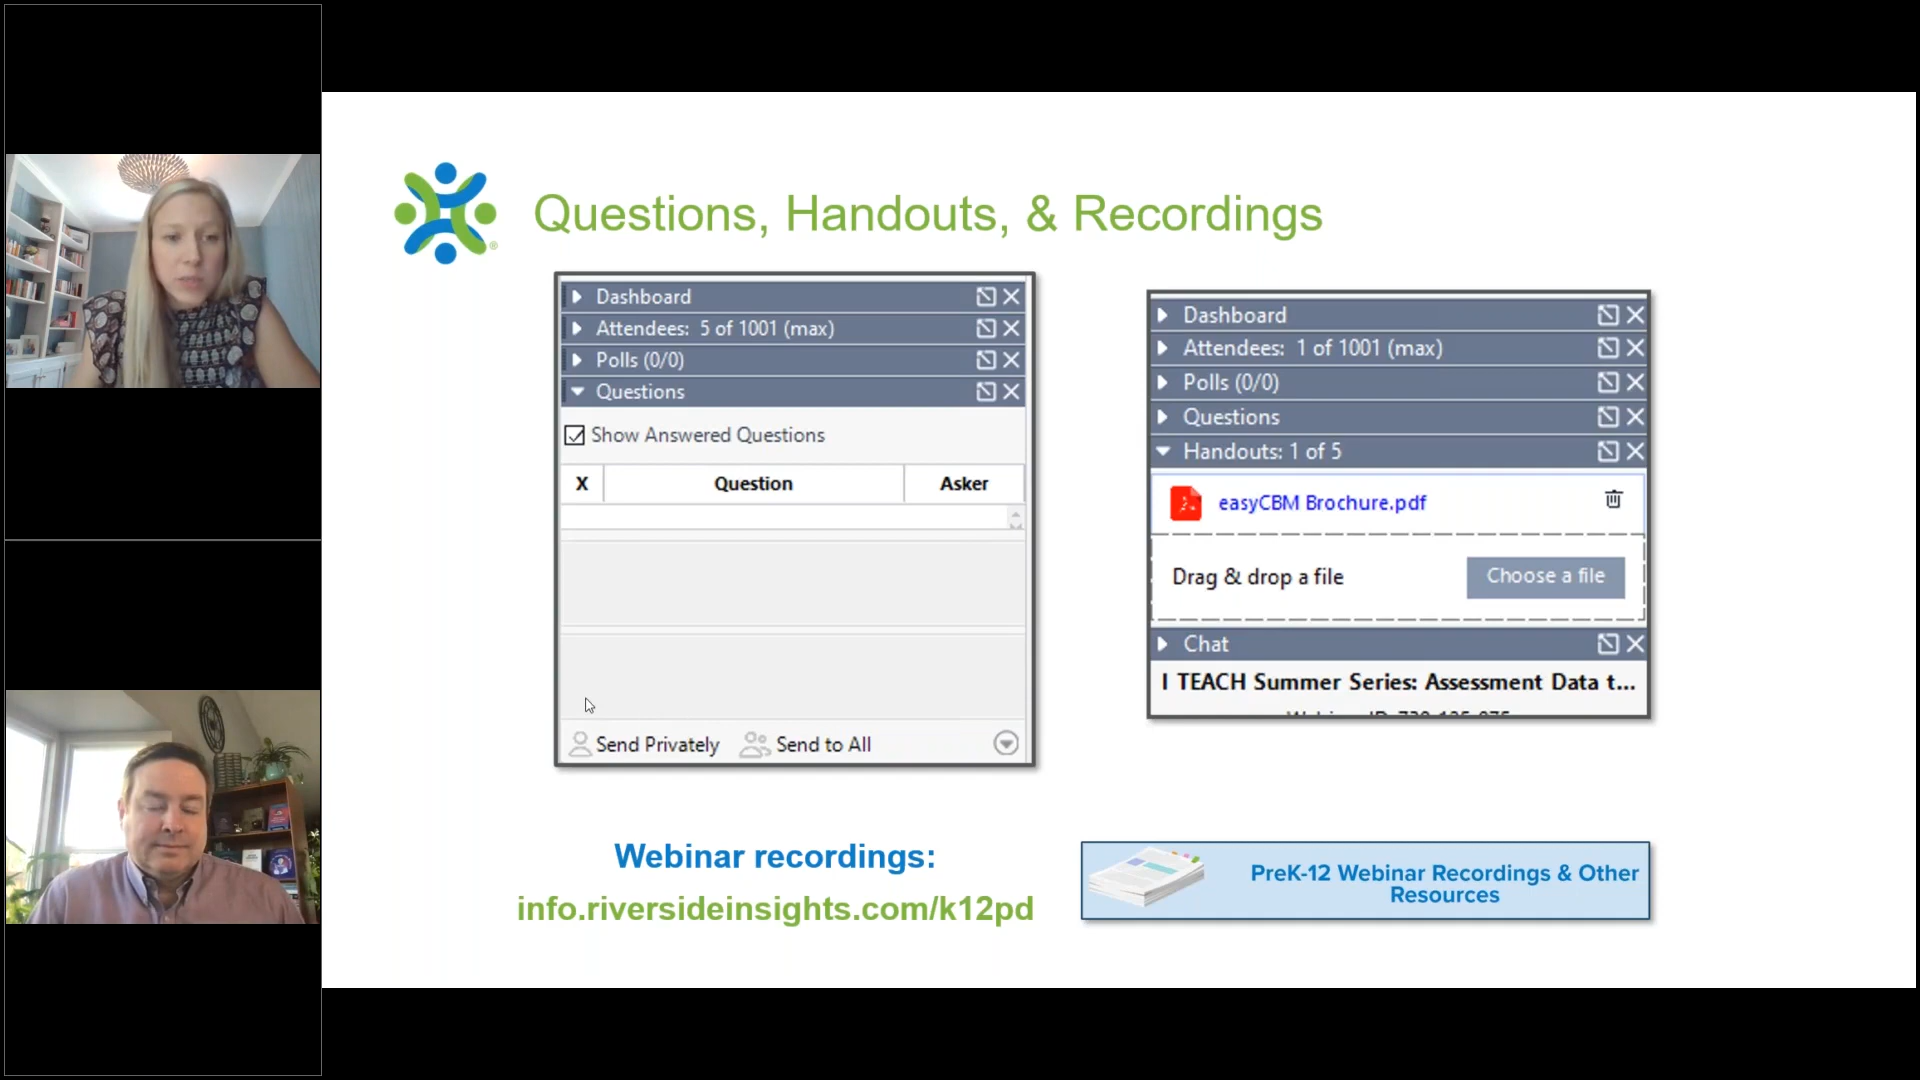 Questions, Handouts, & Recordings
Dashboard
Attendees: 5 of 1001 (max)
Polls (0/0)
Questions
Show Answered Questions
X Question Asker
Send Privately Send to All
Dashboard
Attendees: 1 of 1001 (max)
Polls (0/0)
Questions
Handouts: 1 of 5
easyCBM Brochure.pdf
Drag & drop a file Choose a file
Chat
I TEACH Summer Series: Assessment Data t...
Webinar recordings:
info.riversideinsights.com/k12pd
PreK-12 Webinar Recordings & Other
Resources